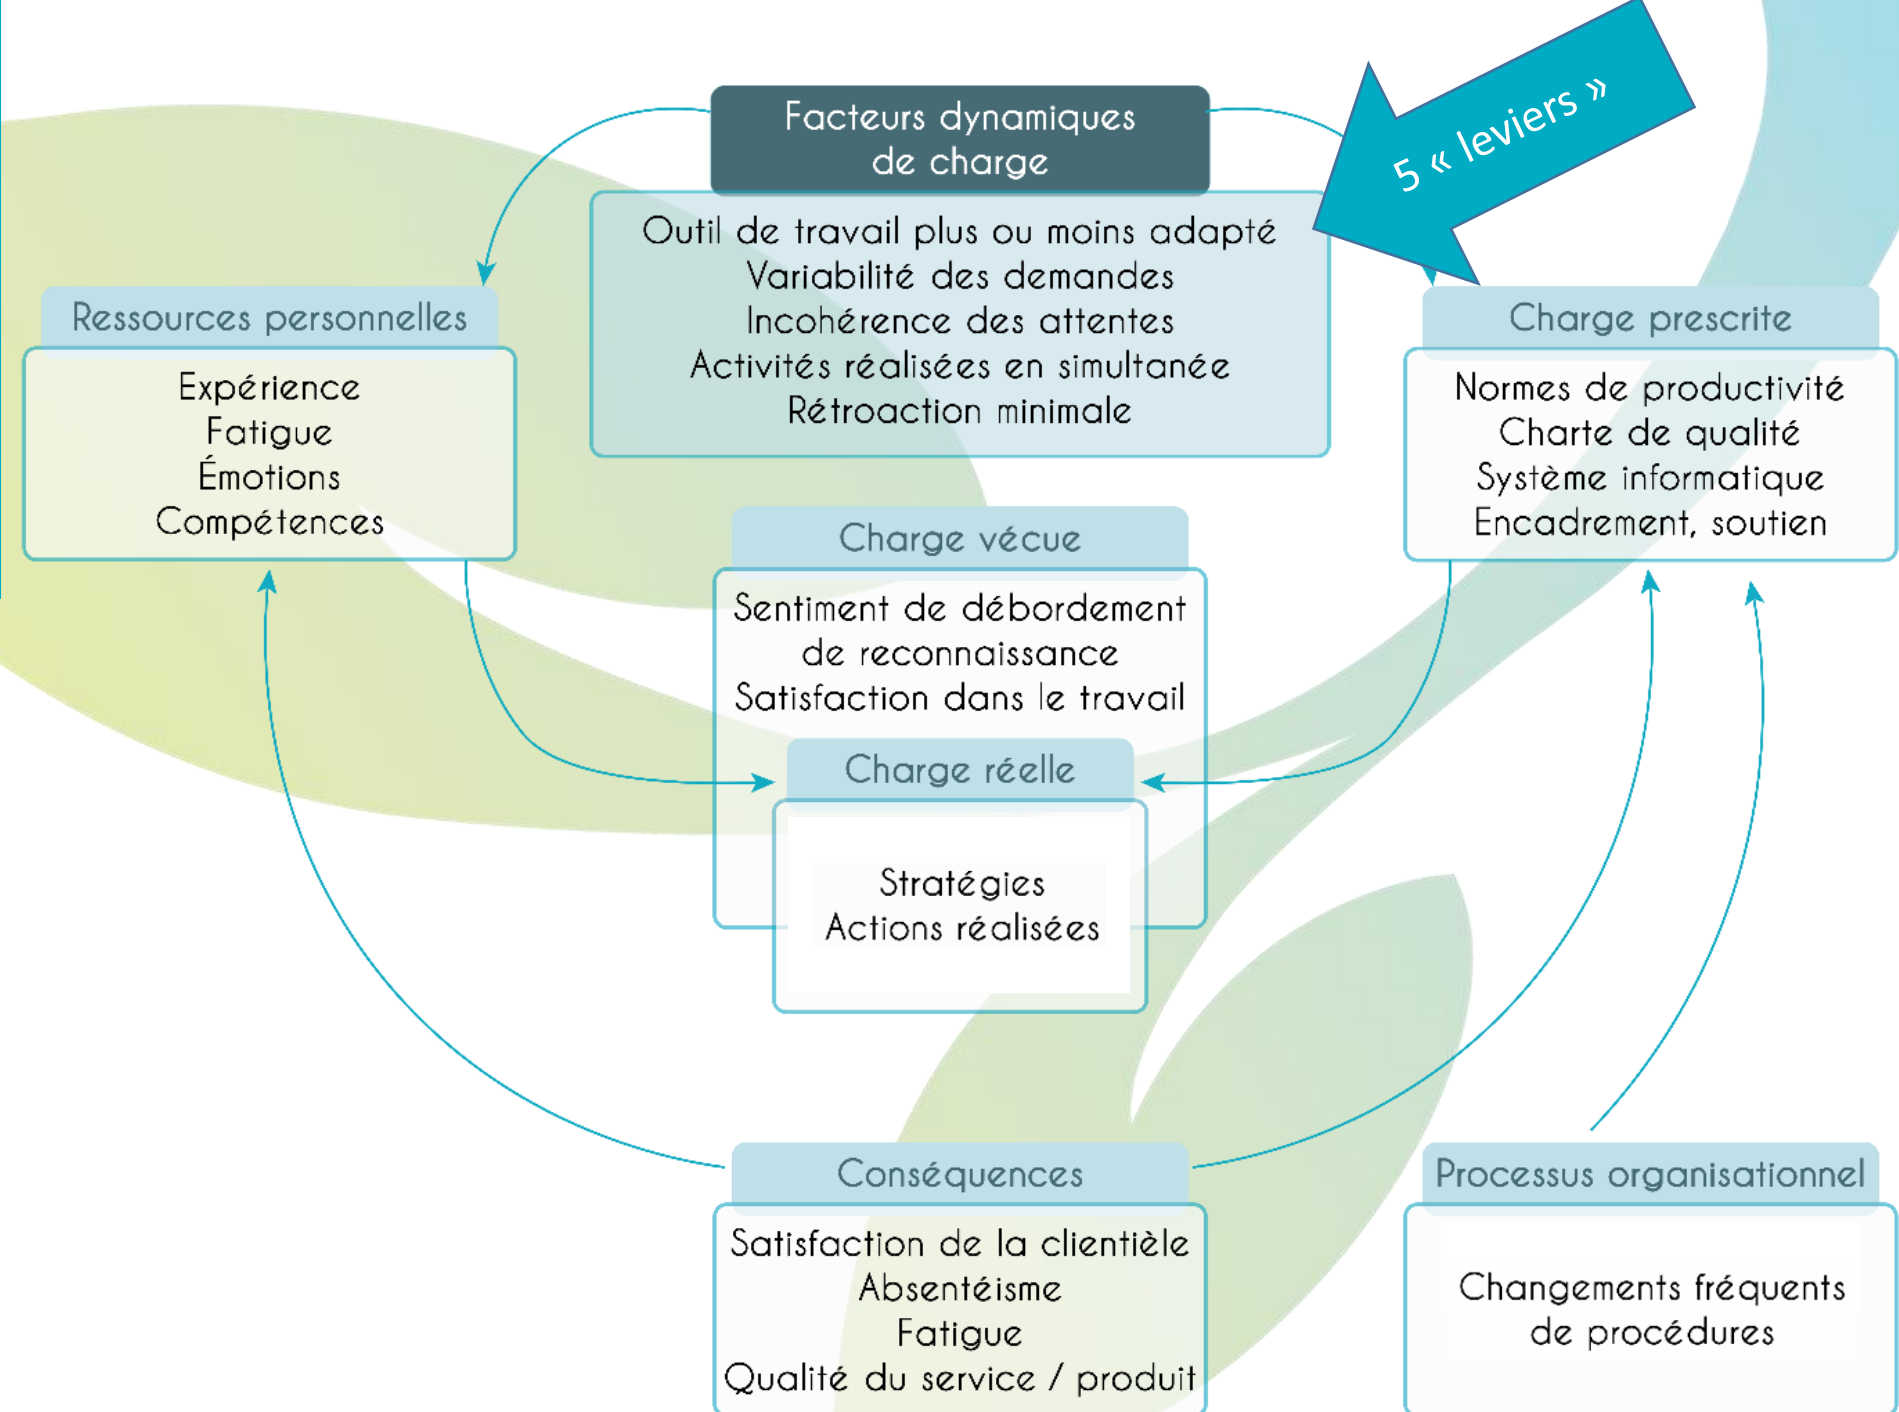 5 « leviers »
Facteurs dynamiques
de charge
Outil de travail plus ou moins adapté
Variabilité des demandes
Incohérence des attentes
Activités réalisées en simultanée
Rétroaction minimale
Ressources personnelles
Expérience
Fatigue
Émotions
Compétences
Charge prescrite
Normes de productivité
Charte de qualité
Système informatique
Encadrement, soutien
Charge vécue
Sentiment de débordement
de reconnaissance
Satisfaction dans le travail
Charge réelle
Stratégies
Actions réalisées
Conséquences
Satisfaction de la clientièle
Absentéisme
Fatigue
Qualité du service / produit
Processus organisationnel
Changements fréquents
de procédures